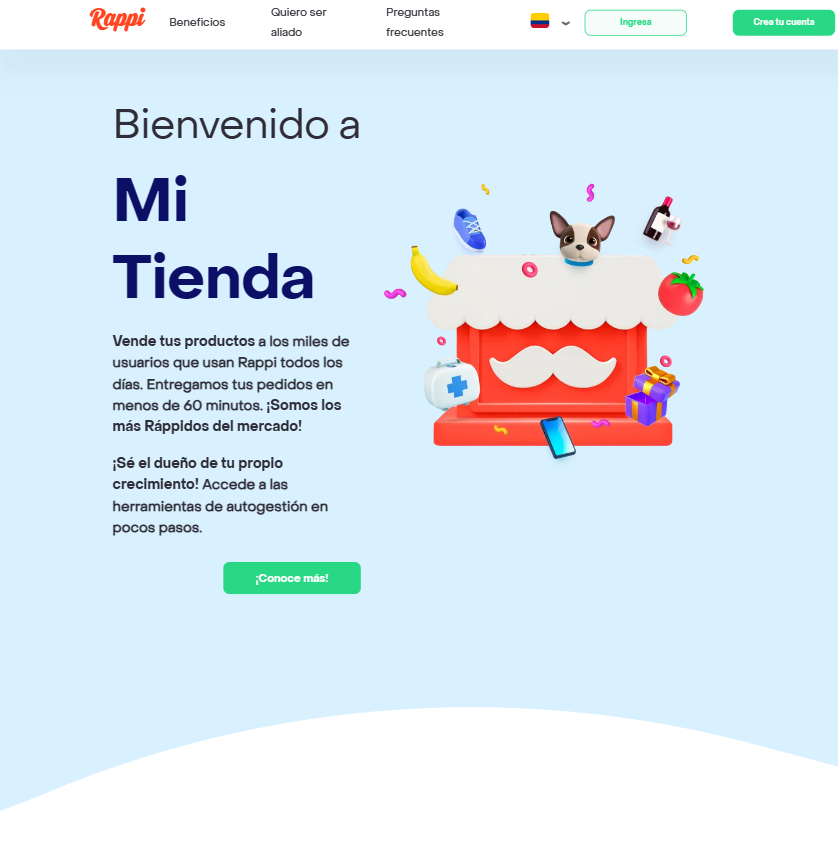 Rappi
Beneficios
Quiero ser
aliado
Preguntas
frecuentes
Ingresa
Crea tu cuenta
Bienvenido a
Mi
Tienda
Vende tus productos a los miles de
usuarios que usan Rappi todos los
días. Entregamos tus pedidos en
menos de 60 minutos. ¡Somos los
más Ráppidos del mercado!
¡Sé el dueño de tu propio
crecimiento! Accede a las
herramientas de autogestión en
pocos pasos.
¡Conoce más!